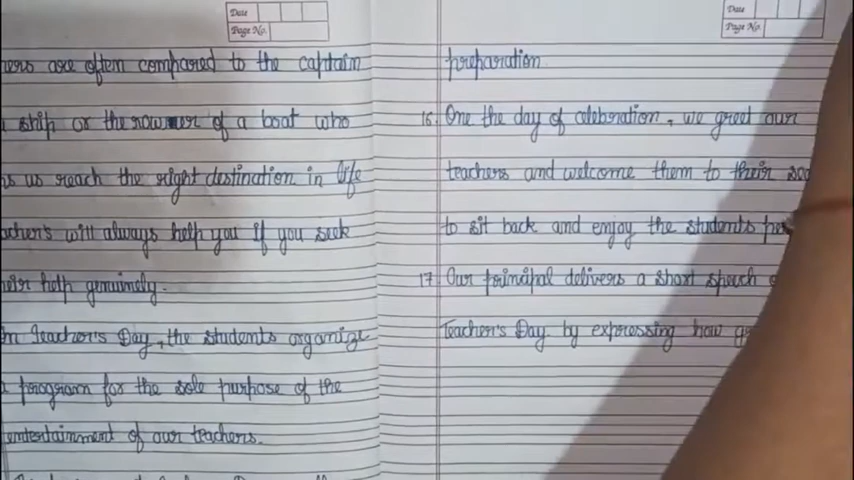 Date
Page No.
are often compared to the captain
ship or the rowner of a boat who
us reach the right destination in life
will always help you if you seek
help genuinely.
Teacher's Day, the students organize
a program for the sole purpose of the
entertainment of our teachers.
Date
Page No.
preparation
16. One the day of celebration, we greet our
teachers and welcome them to their
to sit back and enjoy the students
17. Our principal delivers a short speech
Teacher's Day by expressing how